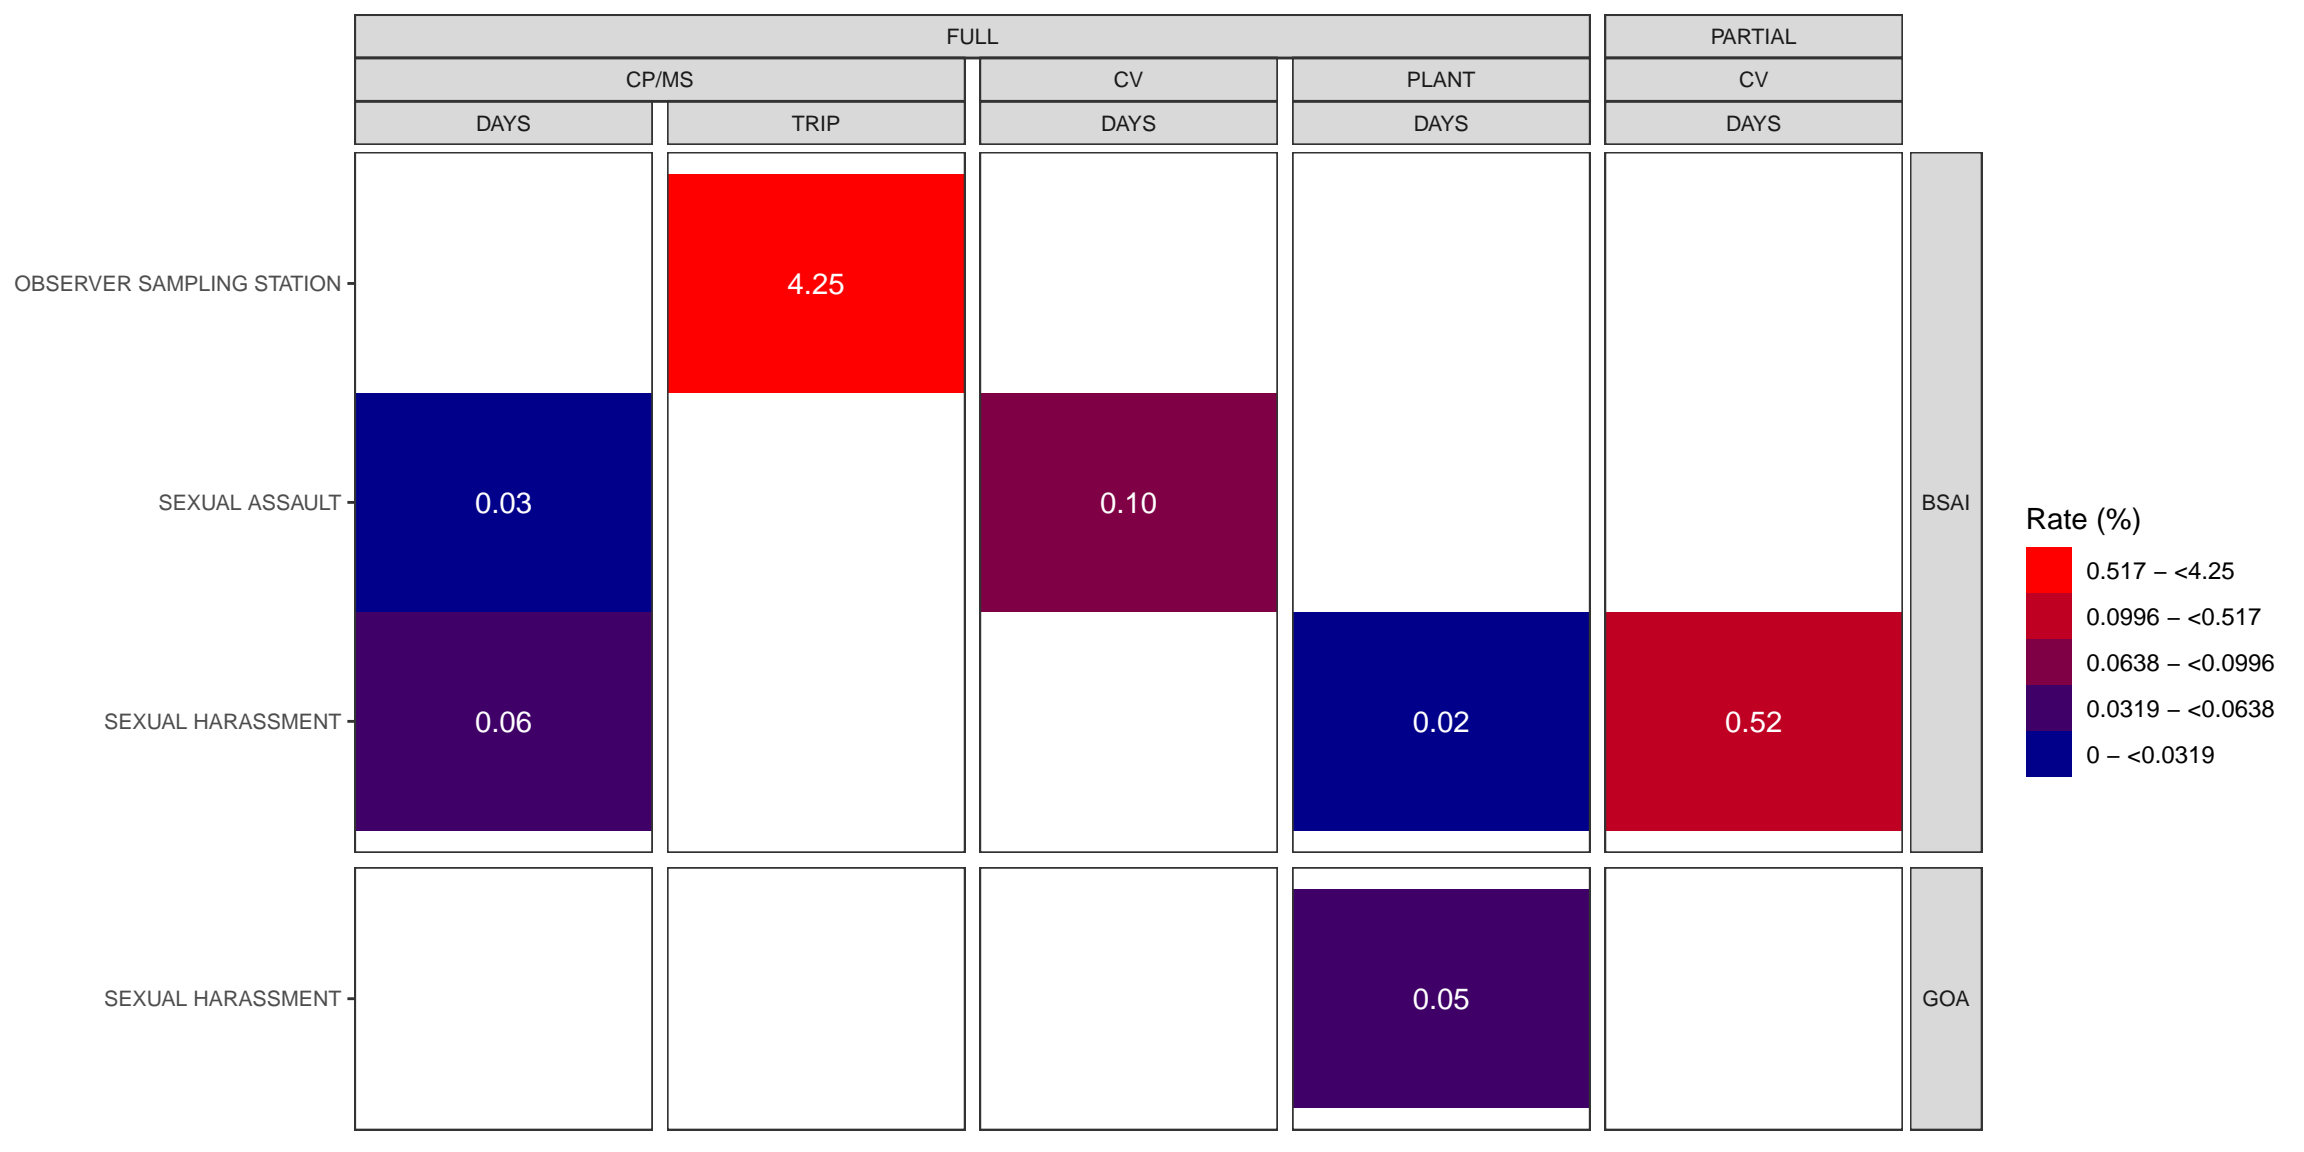 FULL
PARTIAL
CP/MS
CV
PLANT
CV
DAYS
TRIP
DAYS
DAYS
DAYS
OBSERVER SAMPLING STATION
4.25
SEXUAL ASSAULT
0.03
0.10
BSAI
SEXUAL HARASSMENT
0.06
0.02
0.52
SEXUAL HARASSMENT
0.05
GOA
Rate (%)
0.517 – <4.25
0.0996 – <0.517
0.0638 – <0.0996
0.0319 – <0.0638
0 – <0.0319